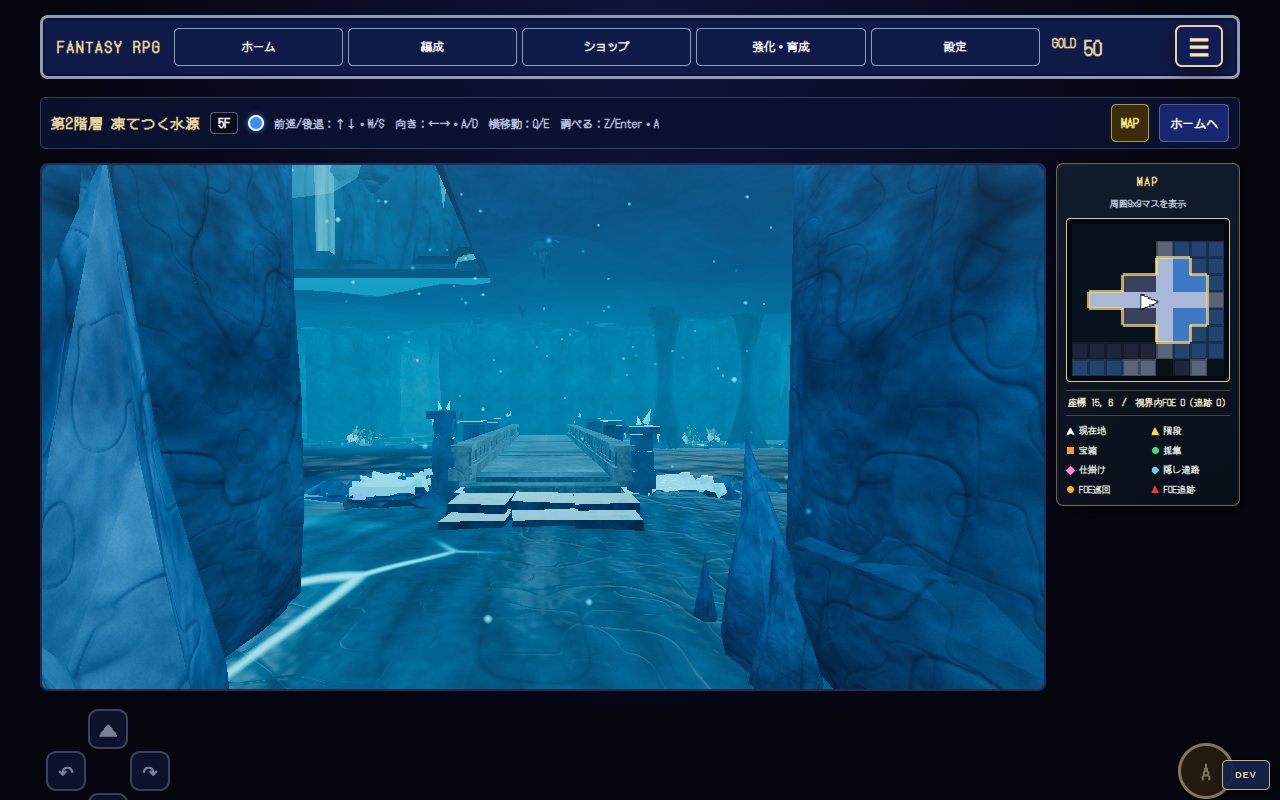 FANTASY RPG ホーム 編成 ショップ 強化・育成 設定 GOLD 50
第2階層 凍てつく水源 5F 前進/後退：↑↓・W/S 向き：←→・A/D 横移動：Q/E 調べる：Z/Enter・A MAP ホームへ
MAP
周囲9x9マスを表示
座標 15, 6 / 視界内FOE 0 (追跡 0)
現在地 階段
宝箱 採集
仕掛け 隠し通路
FOE巡回 FOE追跡
A DEV